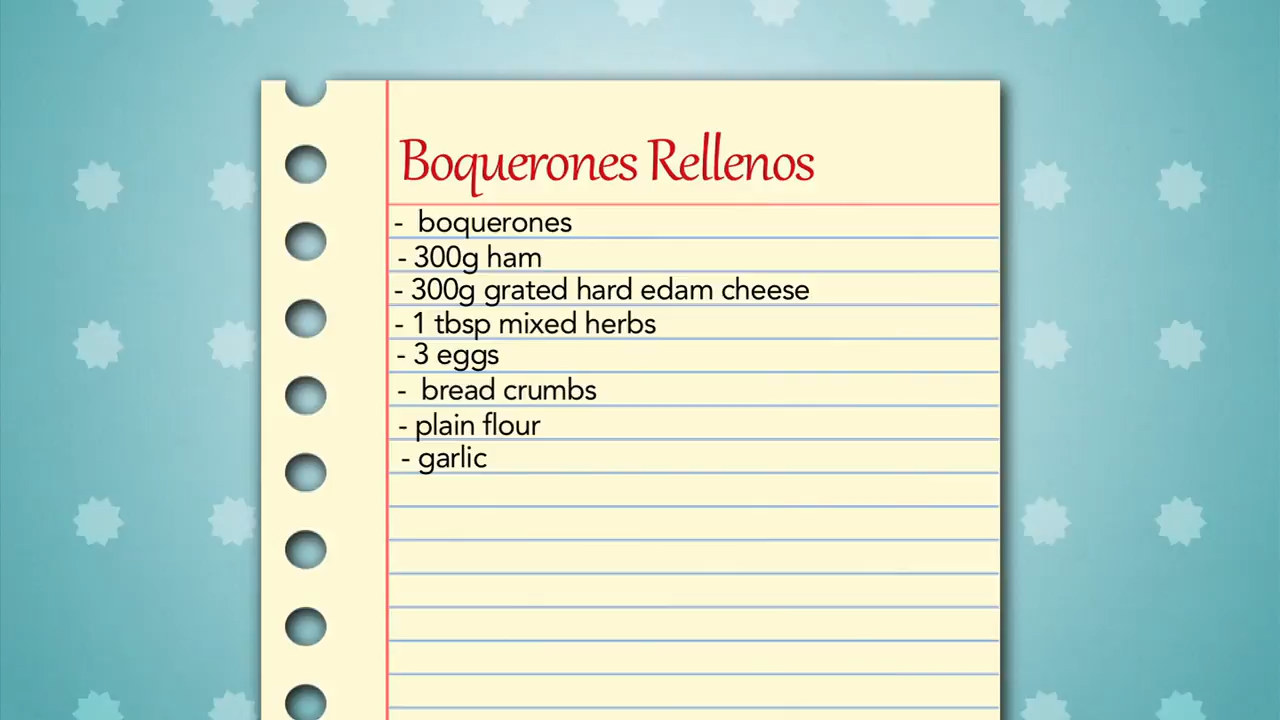 Boquerones Rellenos
- boquerones
- 300g ham
- 300g grated hard edam cheese
- 1 tbsp mixed herbs
- 3 eggs
- bread crumbs
- plain flour
- garlic